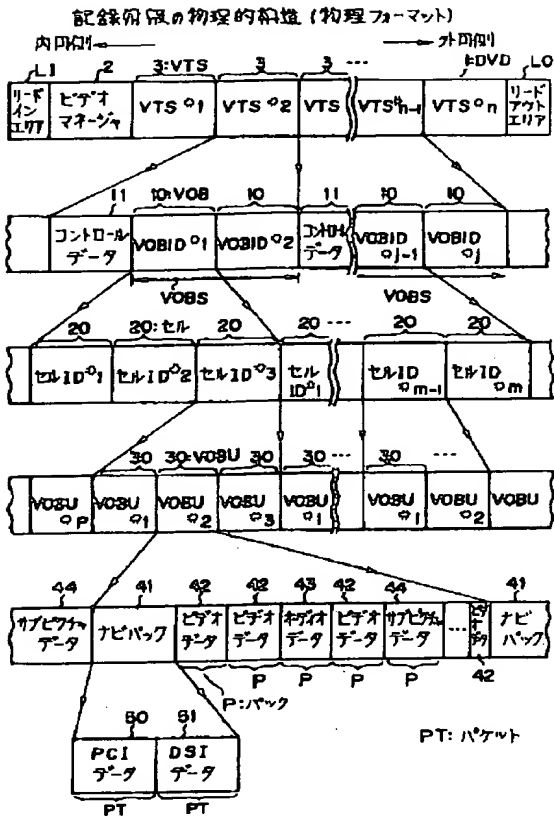 記録情報の物理的構造(物理フォーマット)
内周側 外周側
LI 2 3:VTS 3 3 ... 1:DVD LO
リードインエリア ビデオマネージャ VTS#1 VTS#2 VTS VTS#n-1 VTS#n リードアウトエリア
11 10:VOB 10 11 10 10
コントロールデータ VOBID#1 VOBID#2 コントロールデータ VOBID#j-1 VOBID#j
VOBS VOBS
20 20:セル 20 20 ... 20 20
セルID#1 セルID#2 セルID#3 セルID#1 セルID#m-1 セルID#m
30 30:VOBU 30 30 ... 30 ...
VOBU#P VOBU#1 VOBU#2 VOBU#3 VOBU#1 VOBU#1 VOBU#2 VOBU
44 41 42 42 43 42 44 41
サブピクチャデータ ナビパック ビデオデータ ビデオデータ オーディオデータ ビデオデータ サブピクチャデータ ... ビデオデータ ナビパック
P P P P 42
P:パック
50 51
PCIデータ DSIデータ
PT PT
PT: パケット